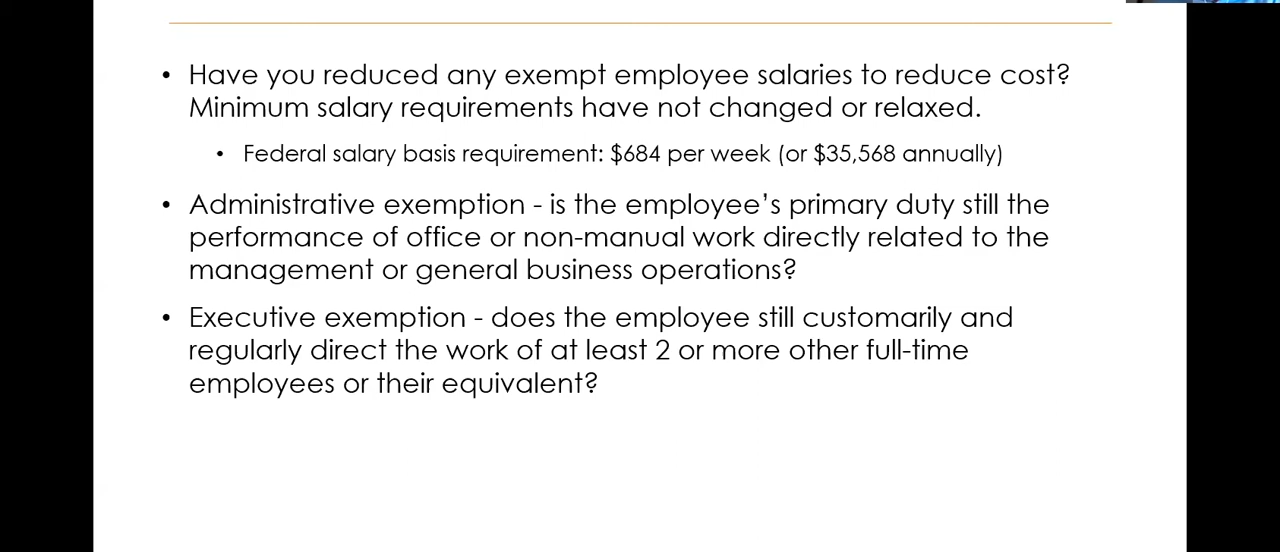 • Have you reduced any exempt employee salaries to reduce cost?
Minimum salary requirements have not changed or relaxed.
• Federal salary basis requirement: $684 per week (or $35,568 annually)
• Administrative exemption - is the employee’s primary duty still the
performance of office or non-manual work directly related to the
management or general business operations?
• Executive exemption - does the employee still customarily and
regularly direct the work of at least 2 or more other full-time
employees or their equivalent?